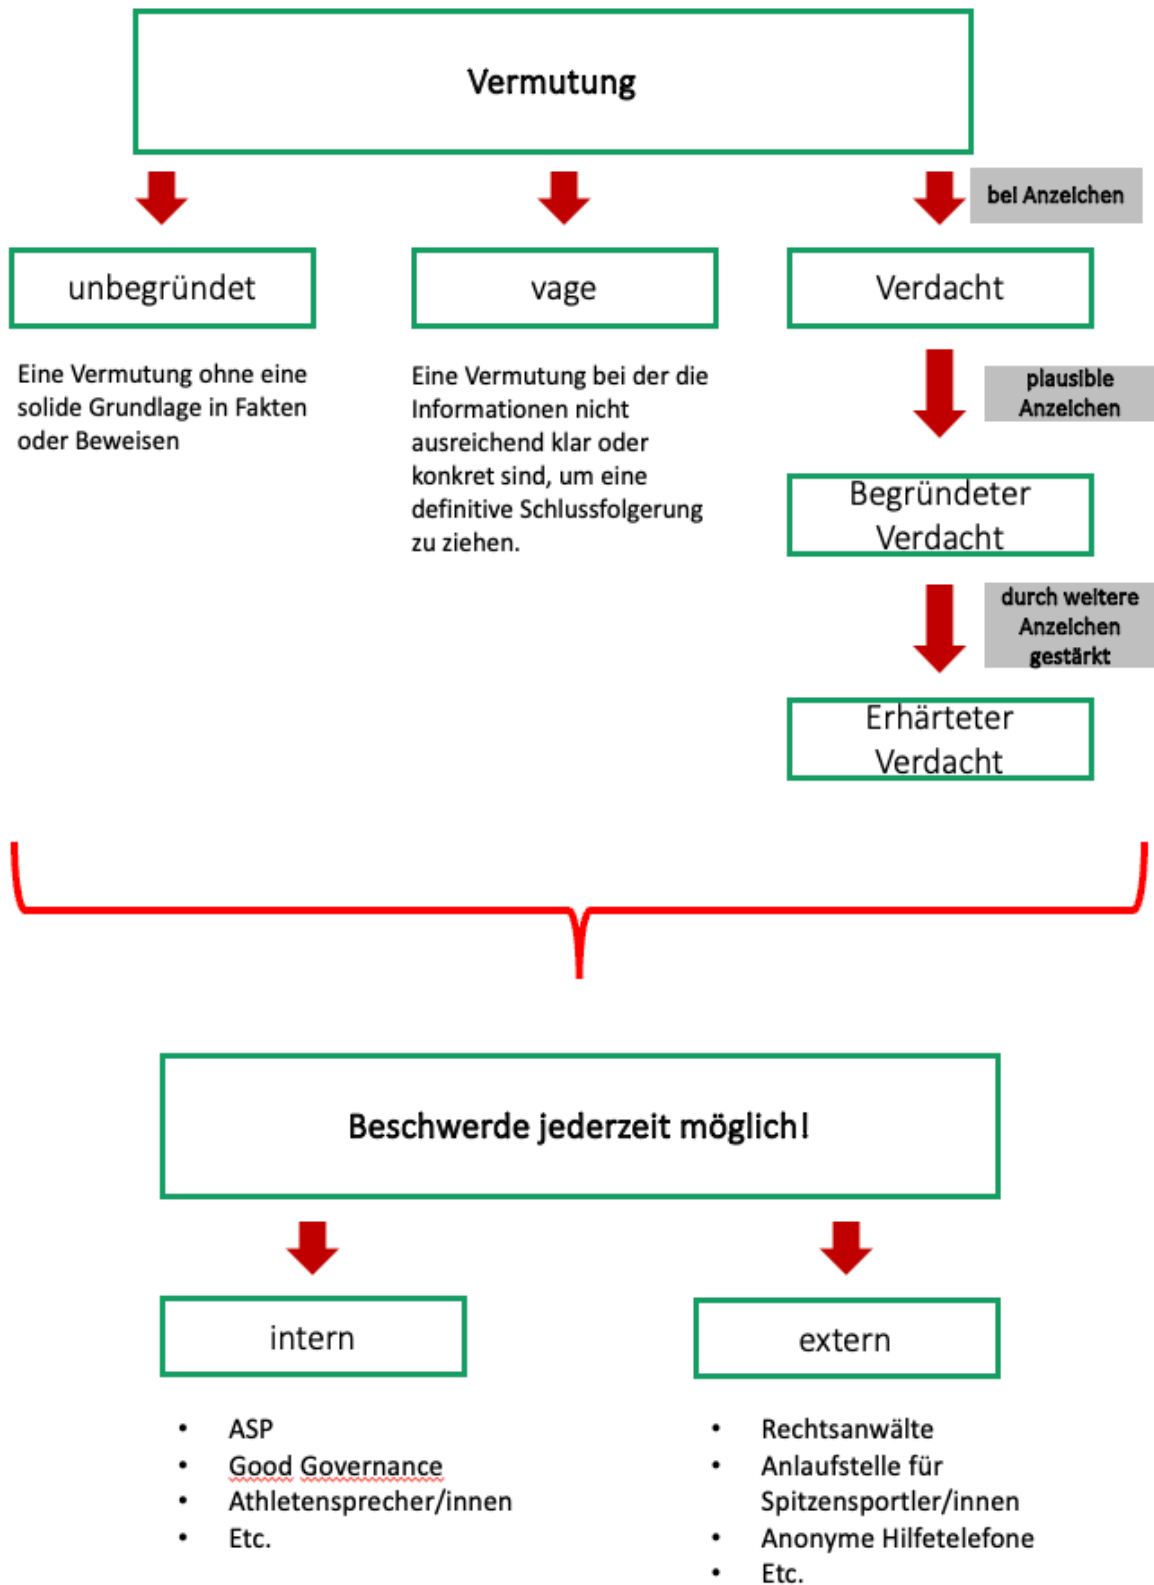 Vermutung
bei Anzeichen
unbegründet
vage
Verdacht
Eine Vermutung ohne eine
solide Grundlage in Fakten
oder Beweisen
Eine Vermutung bei der die
Informationen nicht
ausreichend klar oder
konkret sind, um eine
definitive Schlussfolgerung
zu ziehen.
plausible
Anzeichen
Begründeter
Verdacht
durch weitere
Anzeichen
gestärkt
Erhärteter
Verdacht
Beschwerde jederzeit möglich!
intern
• ASP
• Good Governance
• Athletensprecher/innen
• Etc.
extern
• Rechtsanwälte
• Anlaufstelle für
Spitzensportler/innen
• Anonyme Hilfetelefone
• Etc.